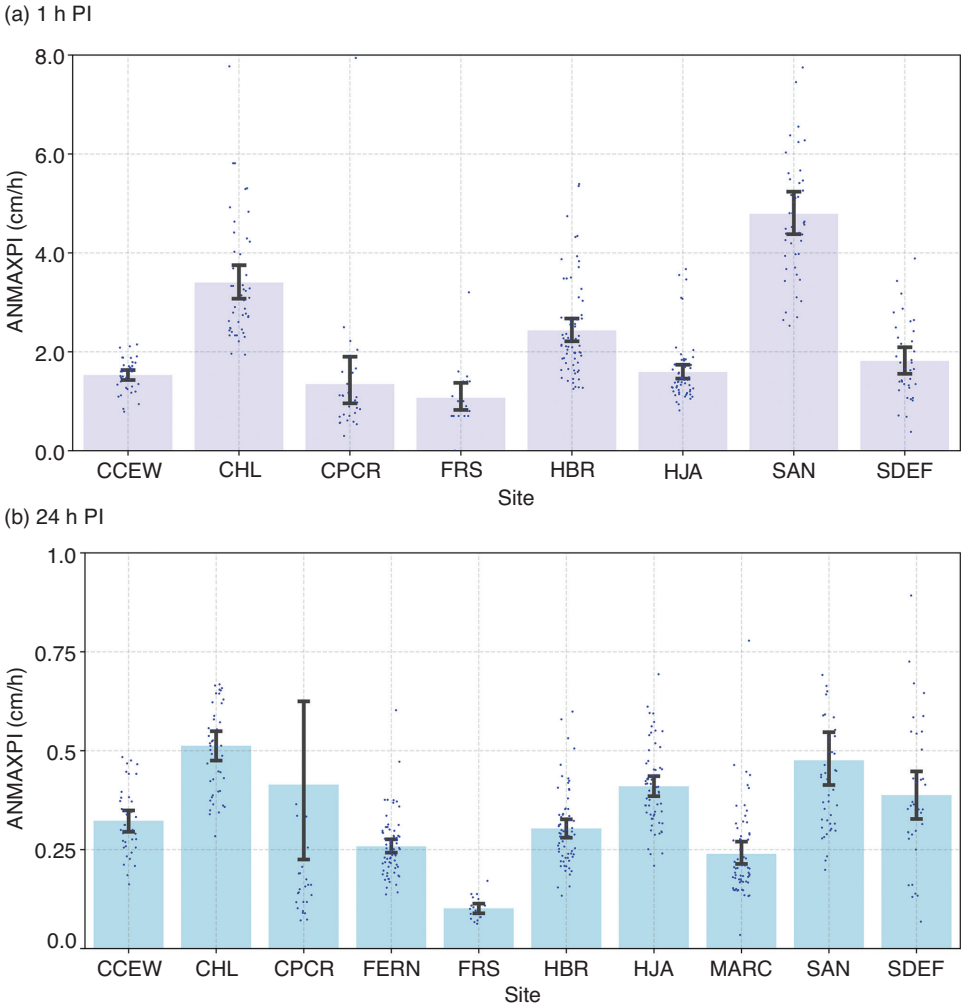 (a) 1 h PI
8.0
6.0
4.0
2.0
0.0
ANMAXPI (cm/h)
CCEW CHL CPCR FRS HBR HJA SAN SDEF
Site
(b) 24 h PI
1.0
0.75
0.5
0.25
0.0
ANMAXPI (cm/h)
CCEW CHL CPCR FERN FRS HBR HJA MARC SAN SDEF
Site